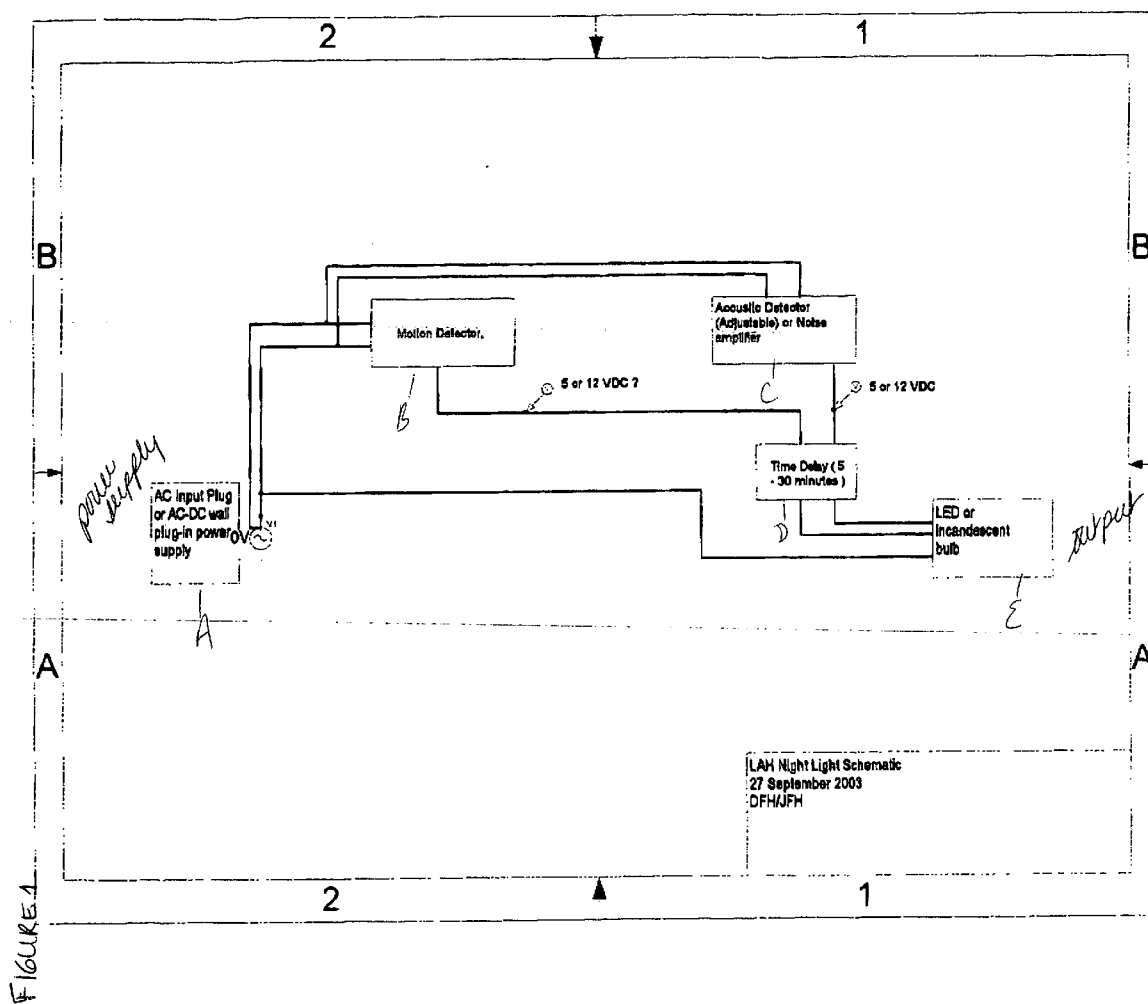 2
1
B
B
Motion Detector,
Acoustic Detector
(Adjustable) or Noise
amplifier
5 or 12 VDC ?
5 or 12 VDC
B
C
power
supply
Time Delay ( 5
- 30 minutes )
AC Input Plug
or AC-DC wall
plug-in power
supply
0V
D
LED or
incandescent
bulb
output
A
E
A
A
LAH Night Light Schematic
27 September 2003
DFH/JFH
2
1
FIGURE 1